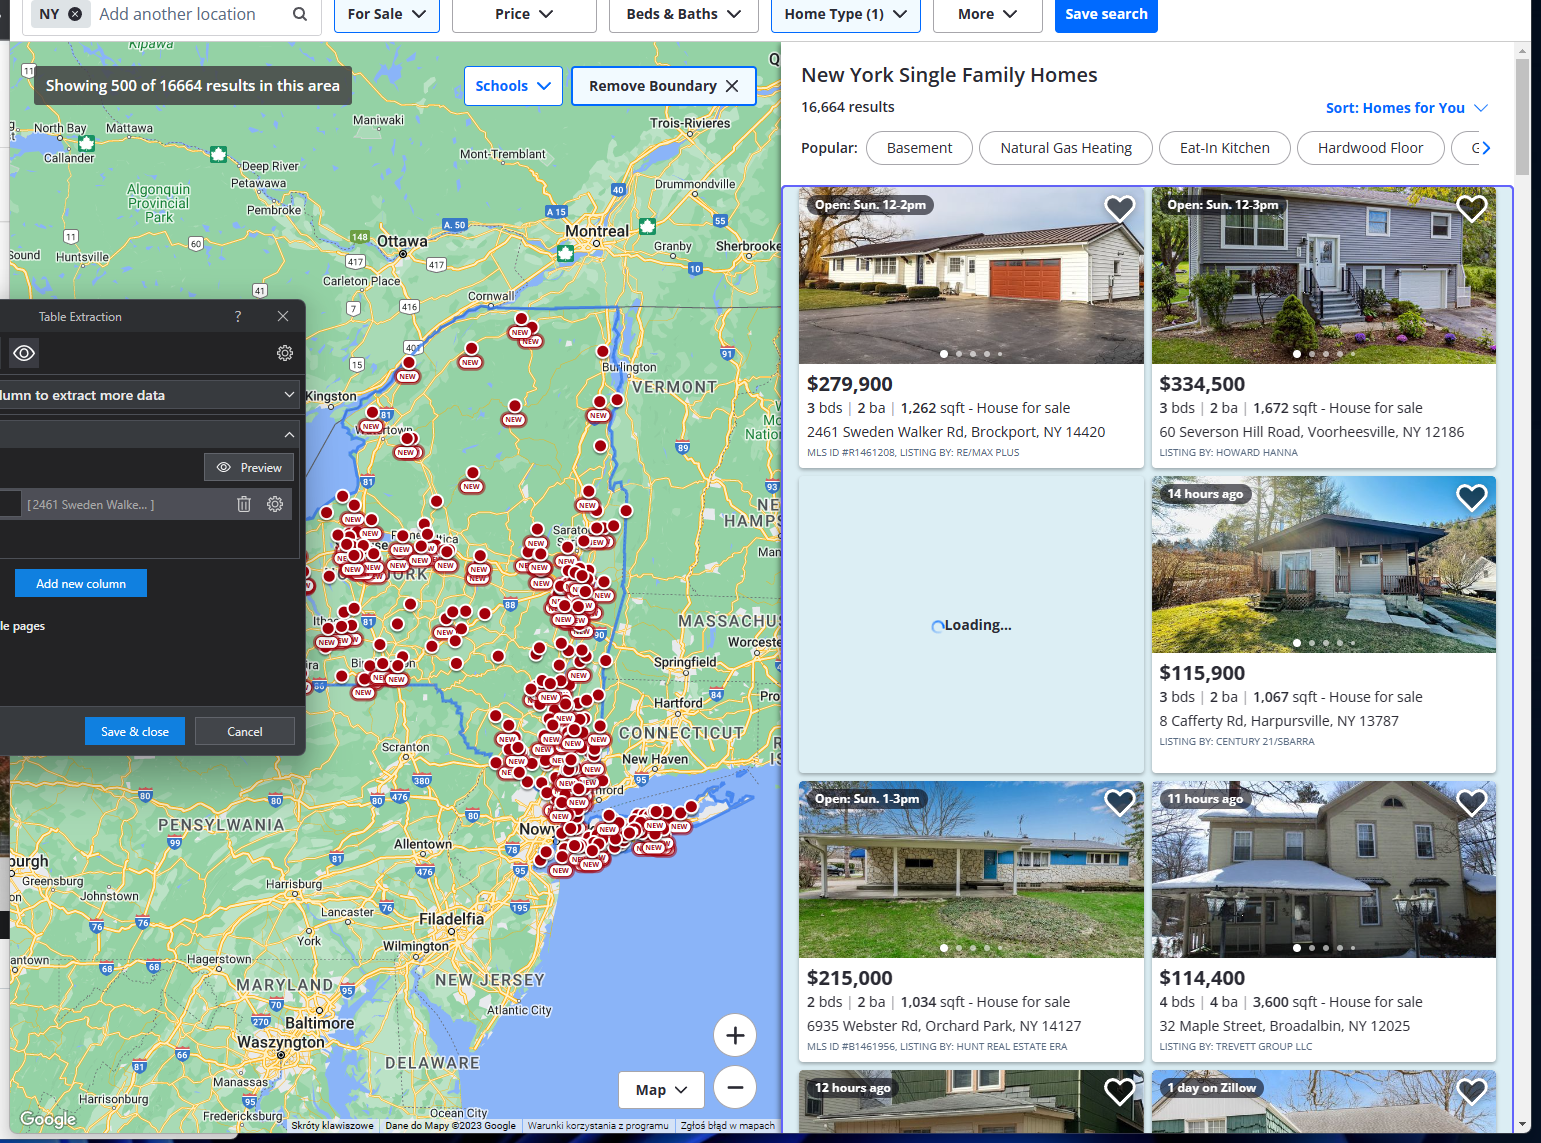 NY
Add another location
For Sale
Price
Beds & Baths
Home Type (1)
More
Save search
Showing 500 of 16664 results in this area
Schools
Remove Boundary
New York Single Family Homes
16,664 results
Sort: Homes for You
Popular:
Basement
Natural Gas Heating
Eat-In Kitchen
Hardwood Floor
Table Extraction
?
lumn to extract more data
Preview
[2461 Sweden Walke... ]
Add new column
le pages
Save & close
Cancel
Kipawa
North Bay
Mattawa
Callander
Maniwaki
Trois-Rivieres
Deep River
Petawawa
Pembroke
Mont-Tremblant
Drummondville
Algonquin
Provincial
Park
Montreal
Ottawa
Granby
Sherbrooke
Huntsville
ound
Carleton Place
Cornwall
Kingston
Burlington
VERMONT
MASSACHUS
Worceste
Springfield
Hartford
CONNECTICUT
New Haven
Scranton
PENSYLWANIA
Allentown
burgh
Greensburg
Johnstown
Harrisburg
Lancaster
York
Filadelfia
Wilmington
Hagerstown
antown
NEW JERSEY
MARYLAND
Atlantic City
Baltimore
Waszyngton
DELAWARE
Manassas
Harrisonburg
Fredericksburg
Ocean City
Map
Google
Skróty klawiszowe
Dane do Mapy ©2023 Google
Warunki korzystania z programu
Zgłoś błąd w mapach
Open: Sun. 12-2pm
$279,900
3 bds | 2 ba | 1,262 sqft - House for sale
2461 Sweden Walker Rd, Brockport, NY 14420
MLS ID #R1461208, LISTING BY: RE/MAX PLUS
Open: Sun. 12-3pm
$334,500
3 bds | 2 ba | 1,672 sqft - House for sale
60 Severson Hill Road, Voorheesville, NY 12186
LISTING BY: HOWARD HANNA
Loading...
14 hours ago
$115,900
3 bds | 2 ba | 1,067 sqft - House for sale
8 Cafferty Rd, Harpursville, NY 13787
LISTING BY: CENTURY 21/SBARRA
Open: Sun. 1-3pm
$215,000
2 bds | 2 ba | 1,034 sqft - House for sale
6935 Webster Rd, Orchard Park, NY 14127
MLS ID #B1461956, LISTING BY: HUNT REAL ESTATE ERA
11 hours ago
$114,400
4 bds | 4 ba | 3,600 sqft - House for sale
32 Maple Street, Broadalbin, NY 12025
LISTING BY: TREVETT GROUP LLC
12 hours ago
1 day on Zillow